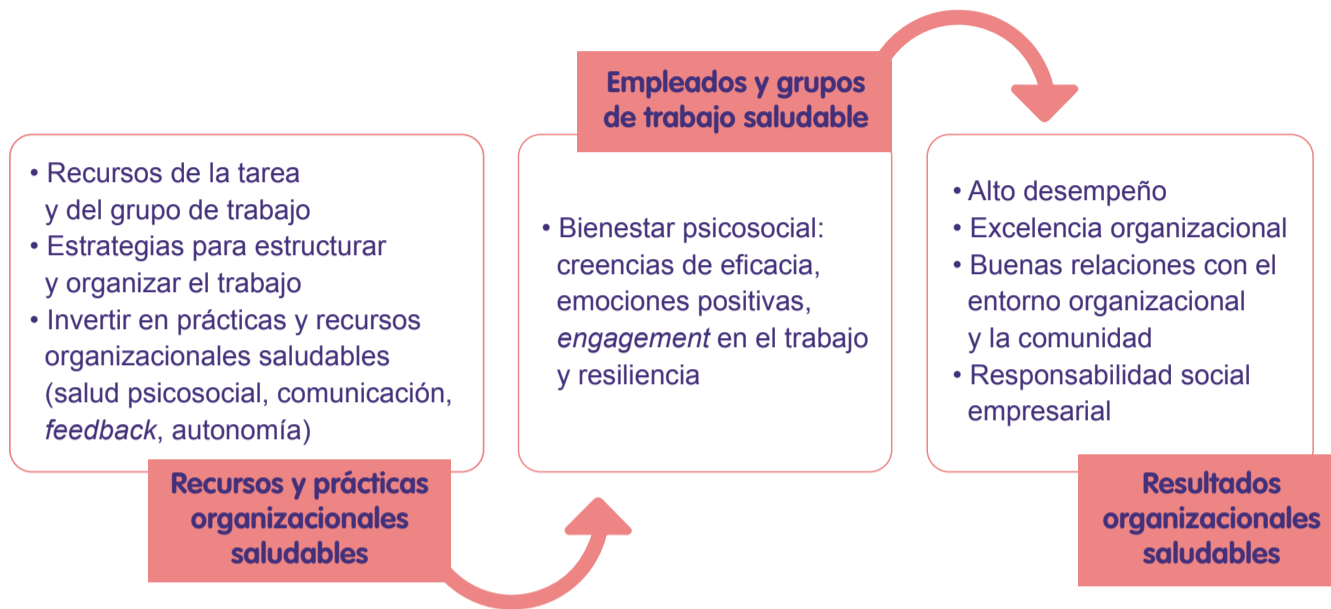 • Recursos de la tarea
y del grupo de trabajo
• Estrategias para estructurar
y organizar el trabajo
• Invertir en prácticas y recursos
organizacionales saludables
(salud psicosocial, comunicación,
feedback, autonomía)
Recursos y prácticas
organizacionales
saludables
Empleados y grupos
de trabajo saludable
• Bienestar psicosocial:
creencias de eficacia,
emociones positivas,
engagement en el trabajo
y resiliencia
• Alto desempeño
• Excelencia organizacional
• Buenas relaciones con el
entorno organizacional
y la comunidad
• Responsabilidad social
empresarial
Resultados
organizacionales
saludables